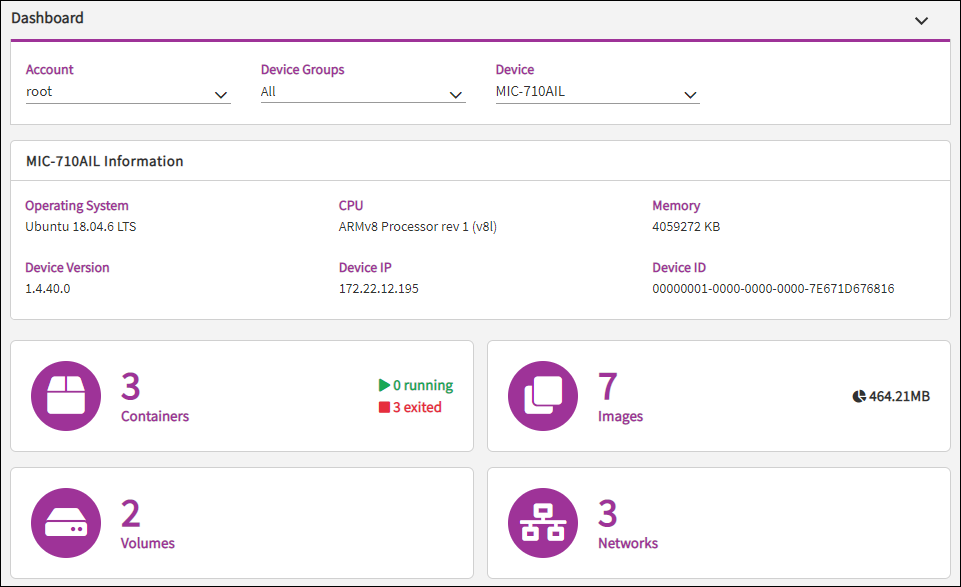 Dashboard
Account
Device Groups
Device
root
All
MIC-710AIL
MIC-710AIL Information
Operating System
CPU
Memory
Ubuntu 18.04.6 LTS
ARMv8 Processor rev 1 (v8l)
4059272 KB
Device Version
Device IP
Device ID
1.4.40.0
172.22.12.195
00000001-0000-0000-0000-7E671D676816
3
Containers
0 running
3 exited
7
Images
464.21MB
2
Volumes
3
Networks